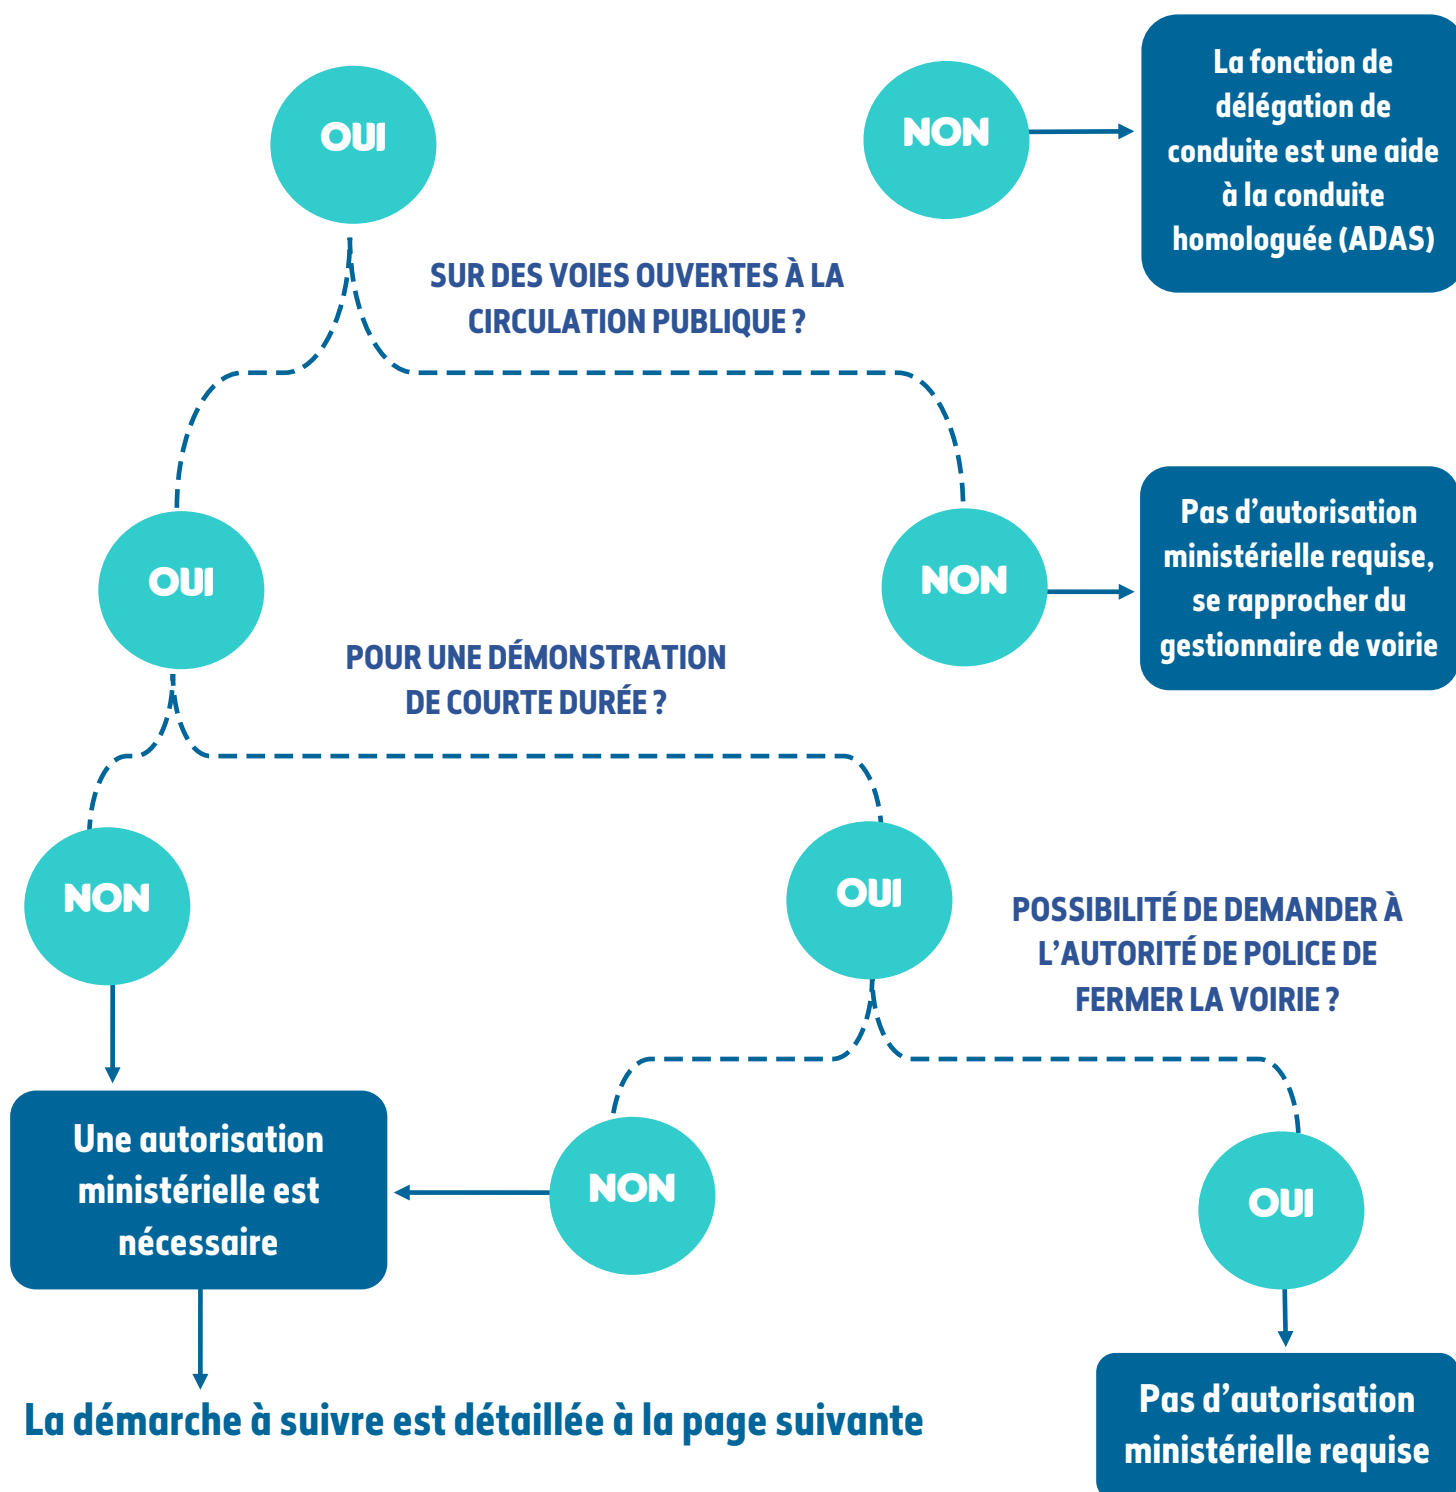 OUI
NON
La fonction de
délégation de
conduite est une aide
à la conduite
homologuée (ADAS)
SUR DES VOIES OUVERTES À LA
CIRCULATION PUBLIQUE ?
OUI
NON
Pas d’autorisation
ministérielle requise,
se rapprocher du
gestionnaire de voirie
POUR UNE DÉMONSTRATION
DE COURTE DURÉE ?
NON
OUI
POSSIBILITÉ DE DEMANDER À
L’AUTORITÉ DE POLICE DE
FERMER LA VOIRIE ?
Une autorisation
ministérielle est
nécessaire
NON
OUI
La démarche à suivre est détaillée à la page suivante
Pas d’autorisation
ministérielle requise